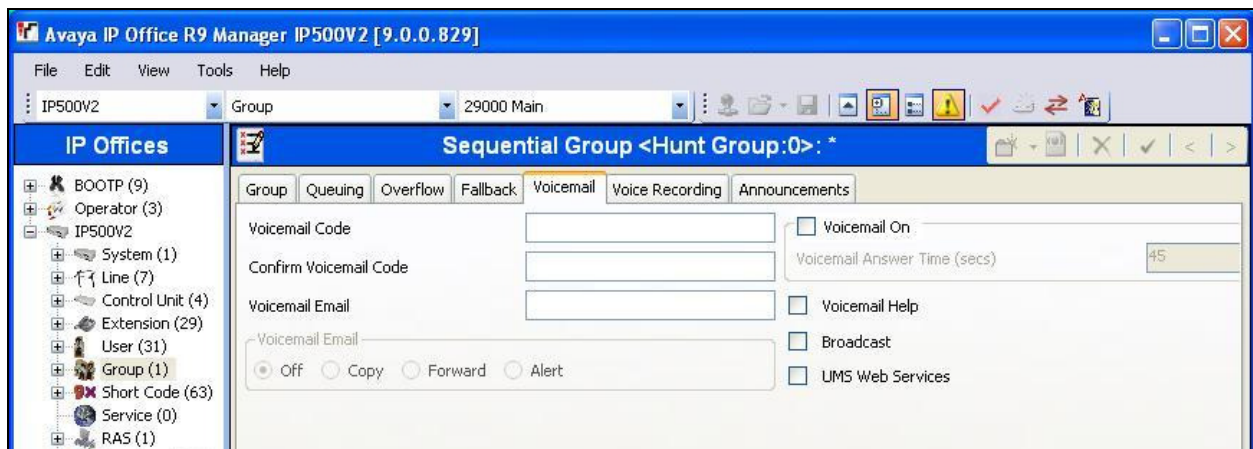 Avaya IP Office R9 Manager IP500V2 [9.0.0.829]
File Edit View Tools Help
IP500V2 Group 29000 Main
IP Offices
Sequential Group <Hunt Group:0>: *
BOOTP (9)
Operator (3)
IP500V2
System (1)
Line (7)
Control Unit (4)
Extension (29)
User (31)
Group (1)
Short Code (63)
Service (0)
RAS (1)
Group Queuing Overflow Fallback Voicemail Voice Recording Announcements
Voicemail Code
Confirm Voicemail Code
Voicemail Email
Voicemail Email
Off Copy Forward Alert
Voicemail On
Voicemail Answer Time (secs) 45
Voicemail Help
Broadcast
UMS Web Services